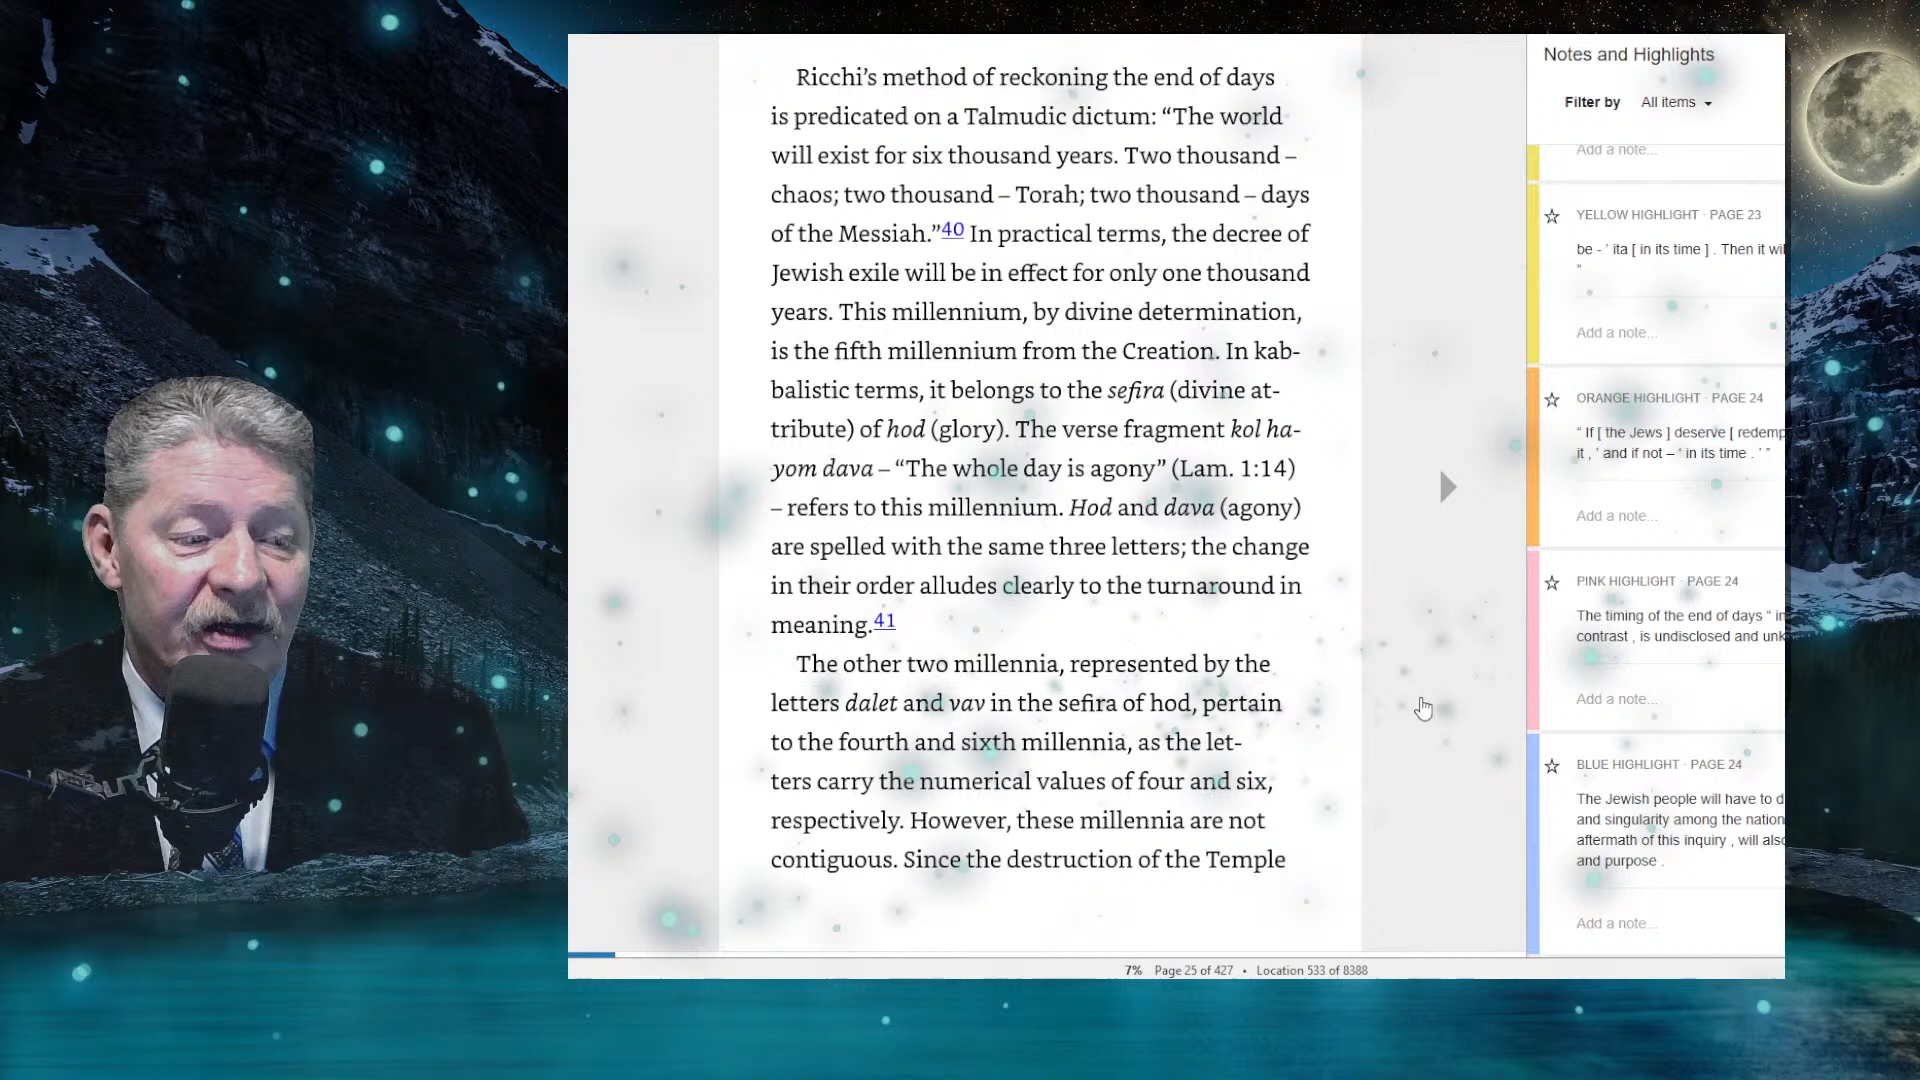 Ricchi’s method of reckoning the end of days
is predicated on a Talmudic dictum: “The world
will exist for six thousand years. Two thousand –
chaos; two thousand – Torah; two thousand – days
of the Messiah.”40 In practical terms, the decree of
Jewish exile will be in effect for only one thousand
years. This millennium, by divine determination,
is the fifth millennium from the Creation. In kab-
balistic terms, it belongs to the sefira (divine at-
tribute) of hod (glory). The verse fragment kol ha-
yom dava – “The whole day is agony” (Lam. 1:14)
– refers to this millennium. Hod and dava (agony)
are spelled with the same three letters; the change
in their order alludes clearly to the turnaround in
meaning.41
The other two millennia, represented by the
letters dalet and vav in the sefira of hod, pertain
to the fourth and sixth millennia, as the let-
ters carry the numerical values of four and six,
respectively. However, these millennia are not
contiguous. Since the destruction of the Temple
7% Page 25 of 427 • Location 533 of 8388
Notes and Highlights
Filter by All items
Add a note...
YELLOW HIGHLIGHT · PAGE 23
be - ’ ita [ in its time ] . Then it
”
Add a note...
ORANGE HIGHLIGHT · PAGE 24
“ If [ the Jews ] deserve [
it , ’ and if not – ‘ in its time . ’ ”
Add a note...
PINK HIGHLIGHT · PAGE 24
The timing of the end of days “
contrast , is undisclosed and
Add a note...
BLUE HIGHLIGHT · PAGE 24
The Jewish people will have to
and singularity among the
aftermath of this inquiry , will
and purpose .
Add a note...